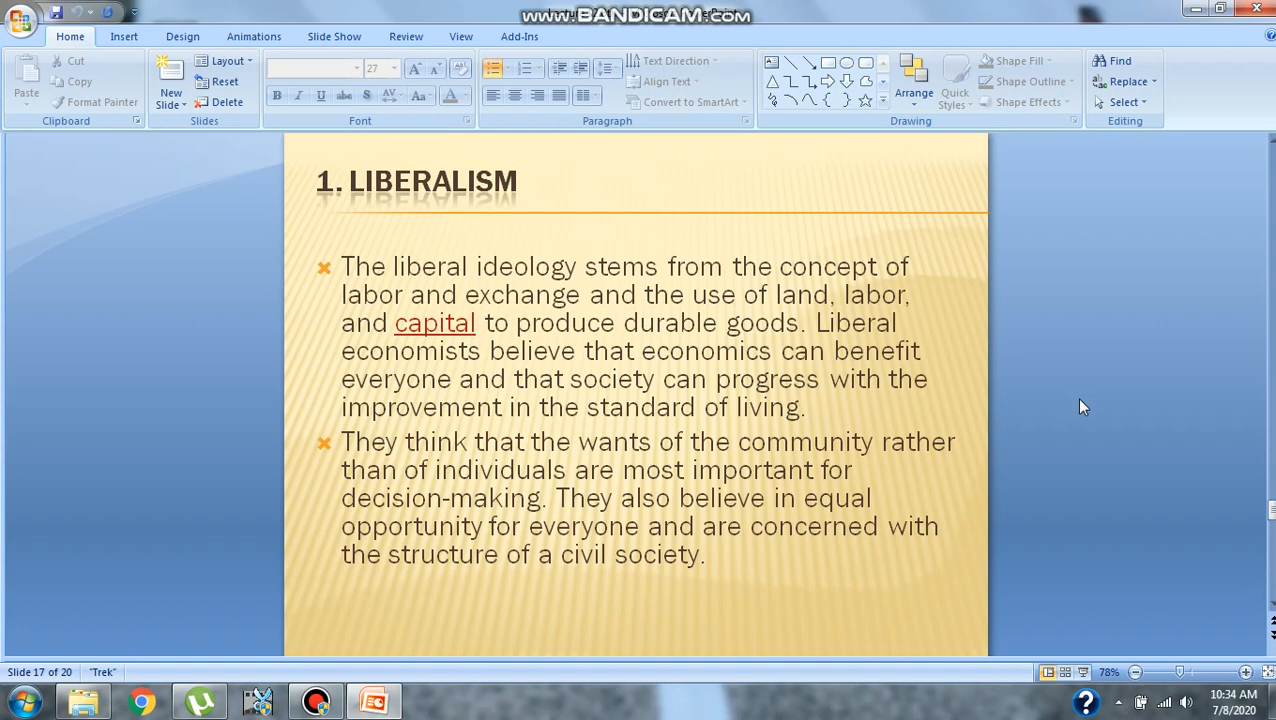 www.BANDICAM.com
Home Insert Design Animations Slide Show Review View Add-Ins
Cut Layout 27 Text Direction Shape Fill Find
Copy Reset Align Text Shape Outline Replace
Paste Format Painter New Slide Delete B I U abc S AV Aa A Convert to SmartArt Arrange Quick Styles Shape Effects Select
Clipboard Slides Font Paragraph Drawing Editing
1. LIBERALISM
The liberal ideology stems from the concept of
labor and exchange and the use of land, labor,
and capital to produce durable goods. Liberal
economists believe that economics can benefit
everyone and that society can progress with the
improvement in the standard of living.
They think that the wants of the community rather
than of individuals are most important for
decision-making. They also believe in equal
opportunity for everyone and are concerned with
the structure of a civil society.
Slide 17 of 20 "Trek" 78%
10:34 AM
7/8/2020